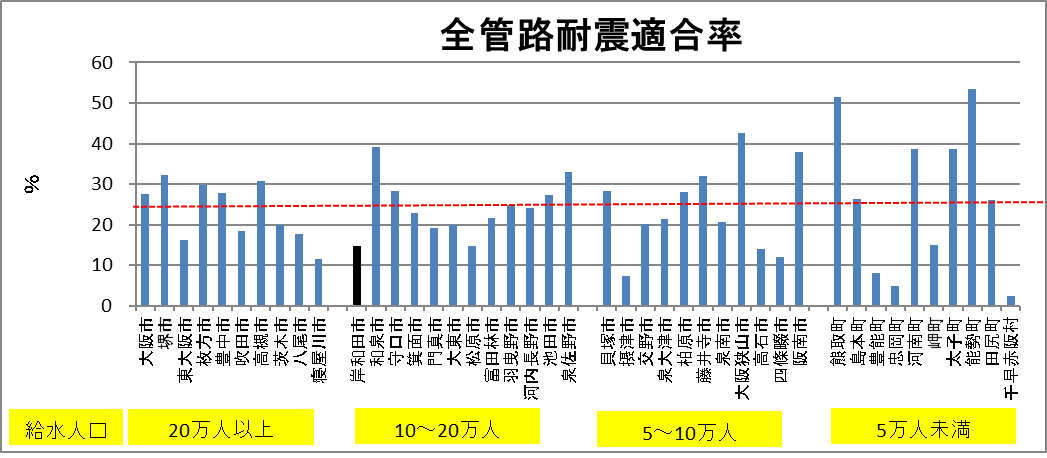 全管路耐震適合率
%
60
50
40
30
20
10
0
大阪市
堺市
東大阪市
枚方市
豊中市
吹田市
高槻市
茨木市
八尾市
寝屋川市
岸和田市
和泉市
守口市
箕面市
門真市
大東市
松原市
富田林市
羽曳野市
河内長野市
池田市
泉佐野市
貝塚市
摂津市
交野市
泉大津市
柏原市
藤井寺市
泉南市
大阪狭山市
高石市
四條畷市
阪南市
熊取町
島本町
豊能町
忠岡町
河南町
岬町
太子町
能勢町
田尻町
千早赤阪村
給水人口
20万人以上
10～20万人
5～10万人
5万人未満